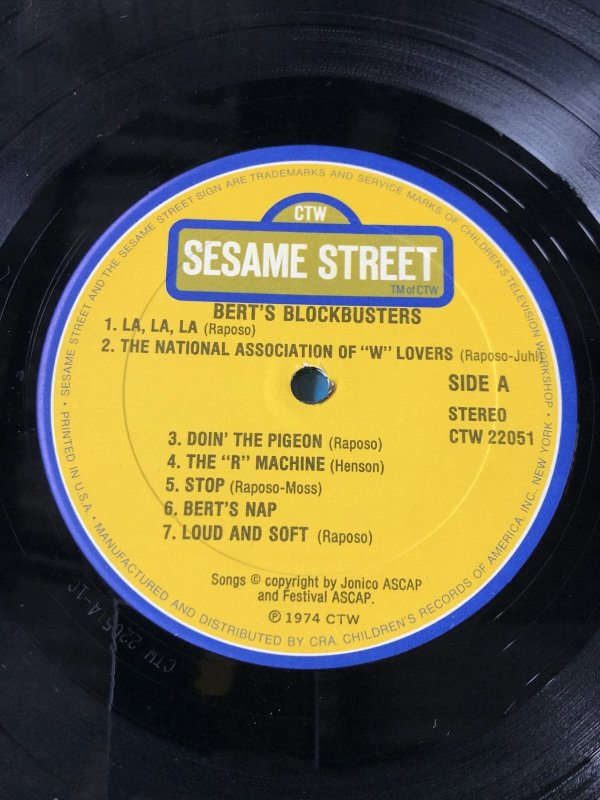 SESAME STREET AND THE SESAME STREET SIGN ARE TRADEMARKS AND SERVICE MARKS OF CHILDREN'S TELEVISION WORKSHOP •
CTW
SESAME STREET
TM of CTW
BERT'S BLOCKBUSTERS
1. LA, LA, LA (Raposo)
2. THE NATIONAL ASSOCIATION OF "W" LOVERS (Raposo-Juhl)
SIDE A
STEREO
CTW 22051
3. DOIN' THE PIGEON (Raposo)
4. THE "R" MACHINE (Henson)
5. STOP (Raposo-Moss)
6. BERT'S NAP
7. LOUD AND SOFT (Raposo)
Songs © copyright by Jonico ASCAP
and Festival ASCAP.
℗ 1974 CTW
• PRINTED IN U.S.A. • MANUFACTURED AND DISTRIBUTED BY CRA, CHILDREN'S RECORDS OF AMERICA INC. NEW YORK •